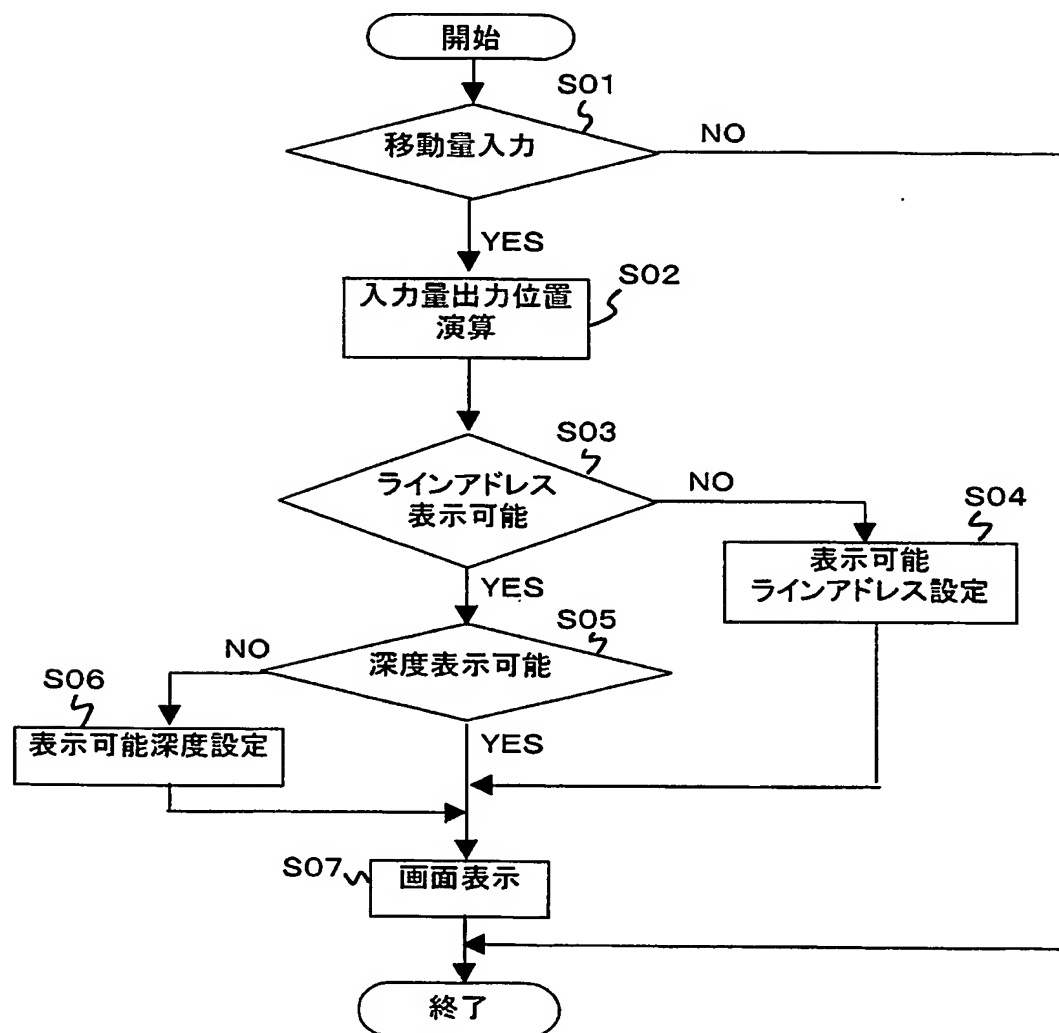 開始
S01
移動量入力
NO
YES
S02
入力量出力位置
演算
S03
ラインアドレス
表示可能
NO
S04
表示可能
ラインアドレス設定
YES
S05
深度表示可能
NO
S06
表示可能深度設定
YES
S07
画面表示
終了